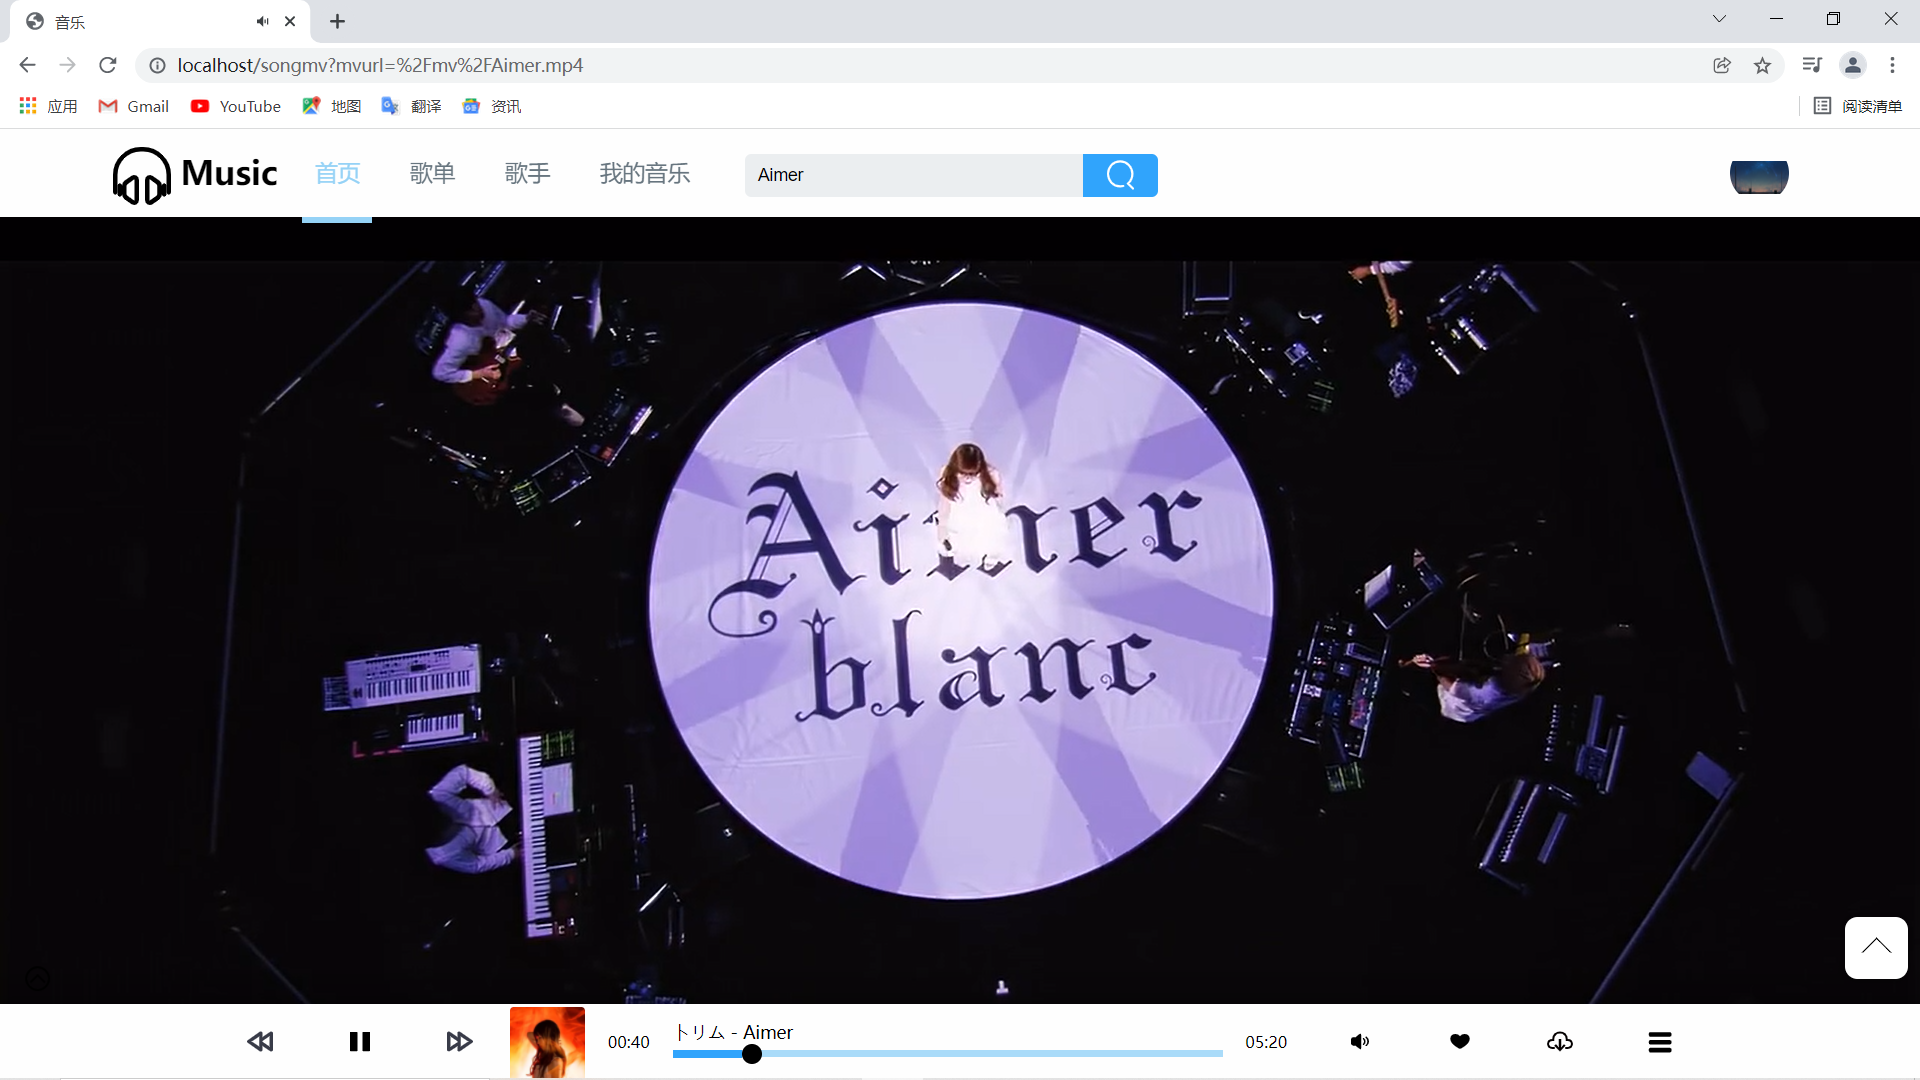 音乐
localhost/songmv?mvurl=%2Fmv%2FAimer.mp4
应用
Gmail
YouTube
地图
翻译
资讯
阅读清单
Music
首页
歌单
歌手
我的音乐
Aimer
Aimer
blanc
00:40
トリム - Aimer
05:20